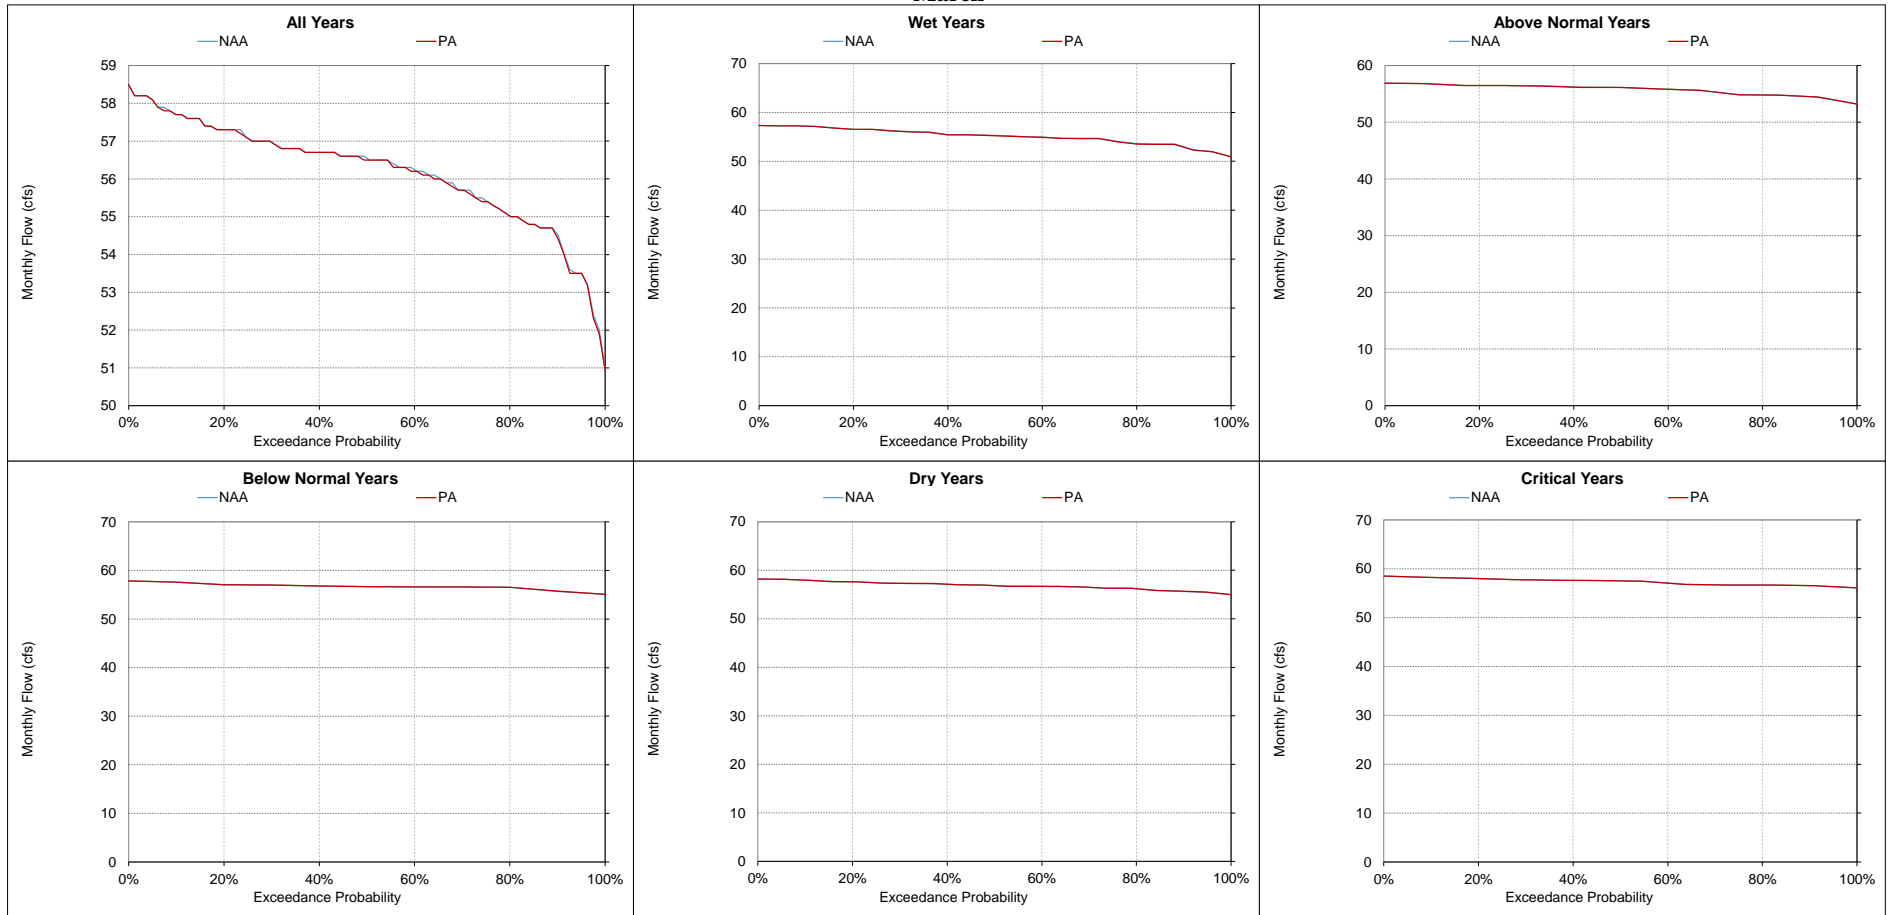 All Years
NAA PA
59
58
57
56
55
54
53
52
51
50
Monthly Flow (cfs)
0% 20% 40% 60% 80% 100%
Exceedance Probability
Wet Years
NAA PA
70
60
50
40
30
20
10
0
Monthly Flow (cfs)
0% 20% 40% 60% 80% 100%
Exceedance Probability
Above Normal Years
NAA PA
60
50
40
30
20
10
0
Monthly Flow (cfs)
0% 20% 40% 60% 80% 100%
Exceedance Probability
Below Normal Years
NAA PA
70
60
50
40
30
20
10
0
Monthly Flow (cfs)
0% 20% 40% 60% 80% 100%
Exceedance Probability
Dry Years
NAA PA
70
60
50
40
30
20
10
0
Monthly Flow (cfs)
0% 20% 40% 60% 80% 100%
Exceedance Probability
Critical Years
NAA PA
70
60
50
40
30
20
10
0
Monthly Flow (cfs)
0% 20% 40% 60% 80% 100%
Exceedance Probability